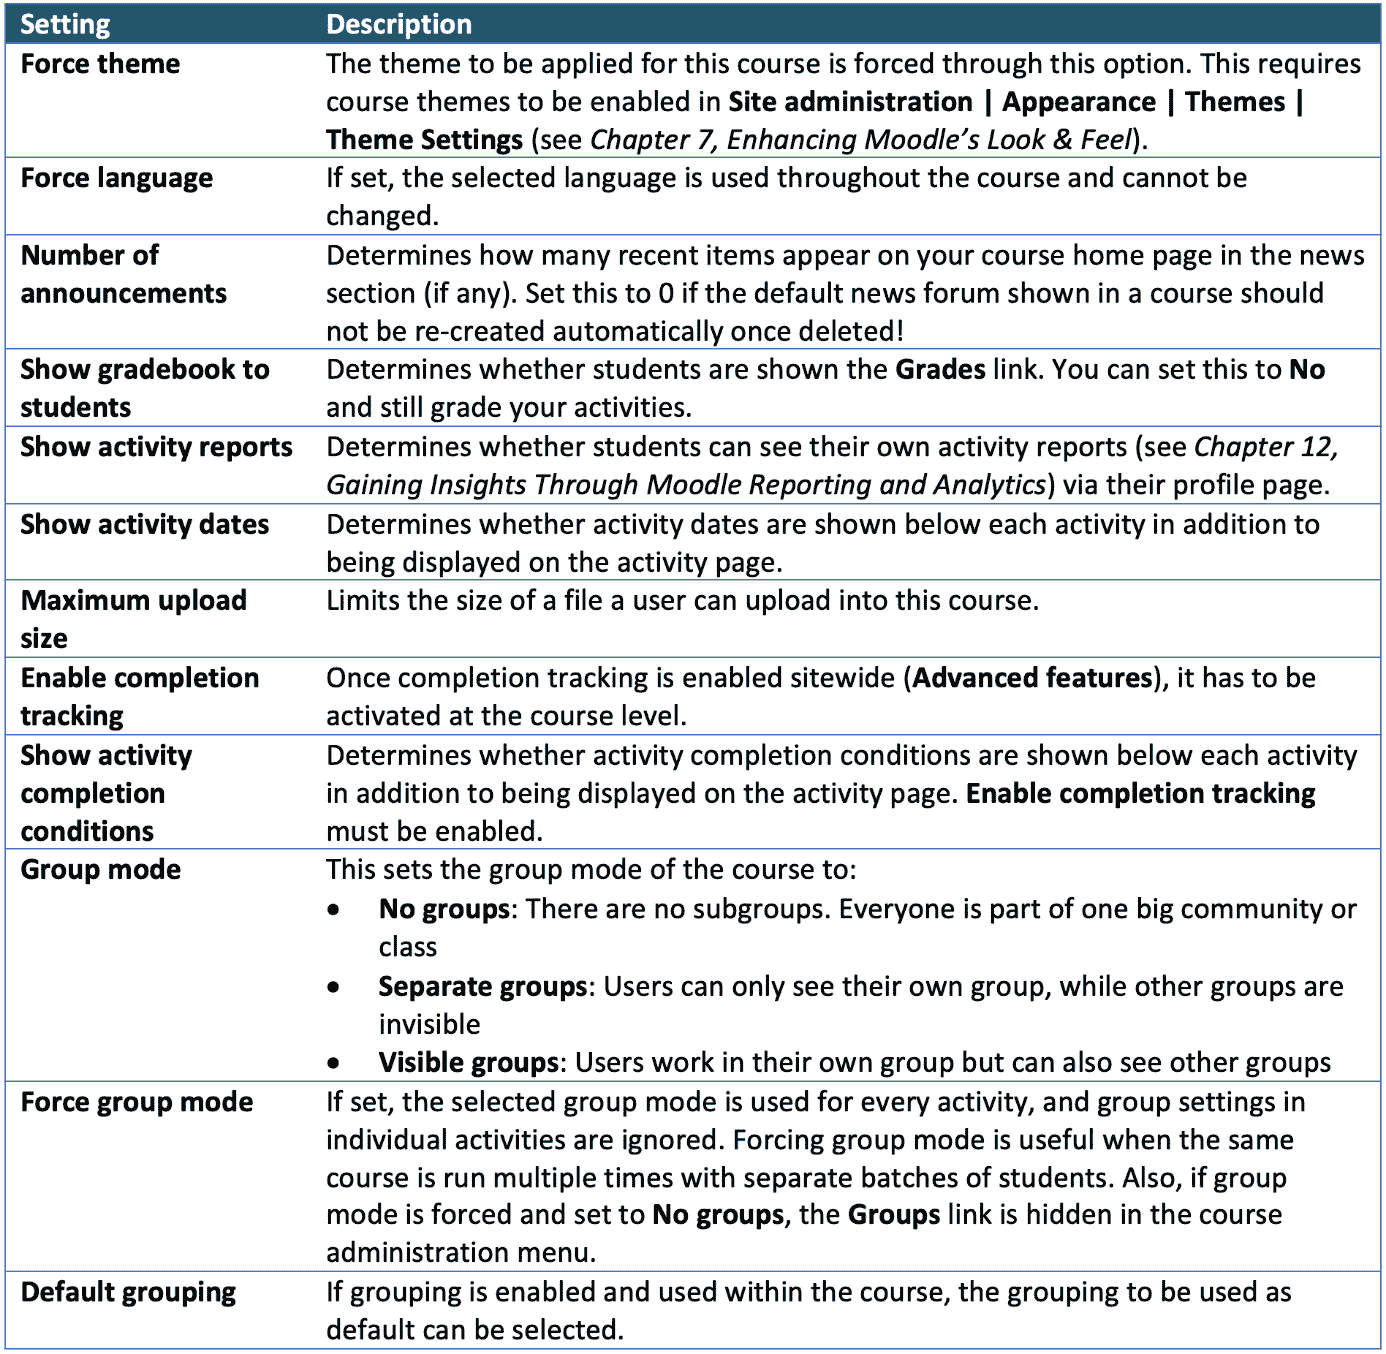 Setting Description
Force theme The theme to be applied for this course is forced through this option. This requires
course themes to be enabled in Site administration | Appearance | Themes |
Theme Settings (see Chapter 7, Enhancing Moodle’s Look & Feel).
Force language If set, the selected language is used throughout the course and cannot be
changed.
Number of Determines how many recent items appear on your course home page in the news
announcements section (if any). Set this to 0 if the default news forum shown in a course should
not be re-created automatically once deleted!
Show gradebook to Determines whether students are shown the Grades link. You can set this to No
students and still grade your activities.
Show activity reports Determines whether students can see their own activity reports (see Chapter 12,
Gaining Insights Through Moodle Reporting and Analytics) via their profile page.
Show activity dates Determines whether activity dates are shown below each activity in addition to
being displayed on the activity page.
Maximum upload Limits the size of a file a user can upload into this course.
size
Enable completion Once completion tracking is enabled sitewide (Advanced features), it has to be
tracking activated at the course level.
Show activity Determines whether activity completion conditions are shown below each activity
completion in addition to being displayed on the activity page. Enable completion tracking
conditions must be enabled.
Group mode This sets the group mode of the course to:
• No groups: There are no subgroups. Everyone is part of one big community or
class
• Separate groups: Users can only see their own group, while other groups are
invisible
• Visible groups: Users work in their own group but can also see other groups
Force group mode If set, the selected group mode is used for every activity, and group settings in
individual activities are ignored. Forcing group mode is useful when the same
course is run multiple times with separate batches of students. Also, if group
mode is forced and set to No groups, the Groups link is hidden in the course
administration menu.
Default grouping If grouping is enabled and used within the course, the grouping to be used as
default can be selected.